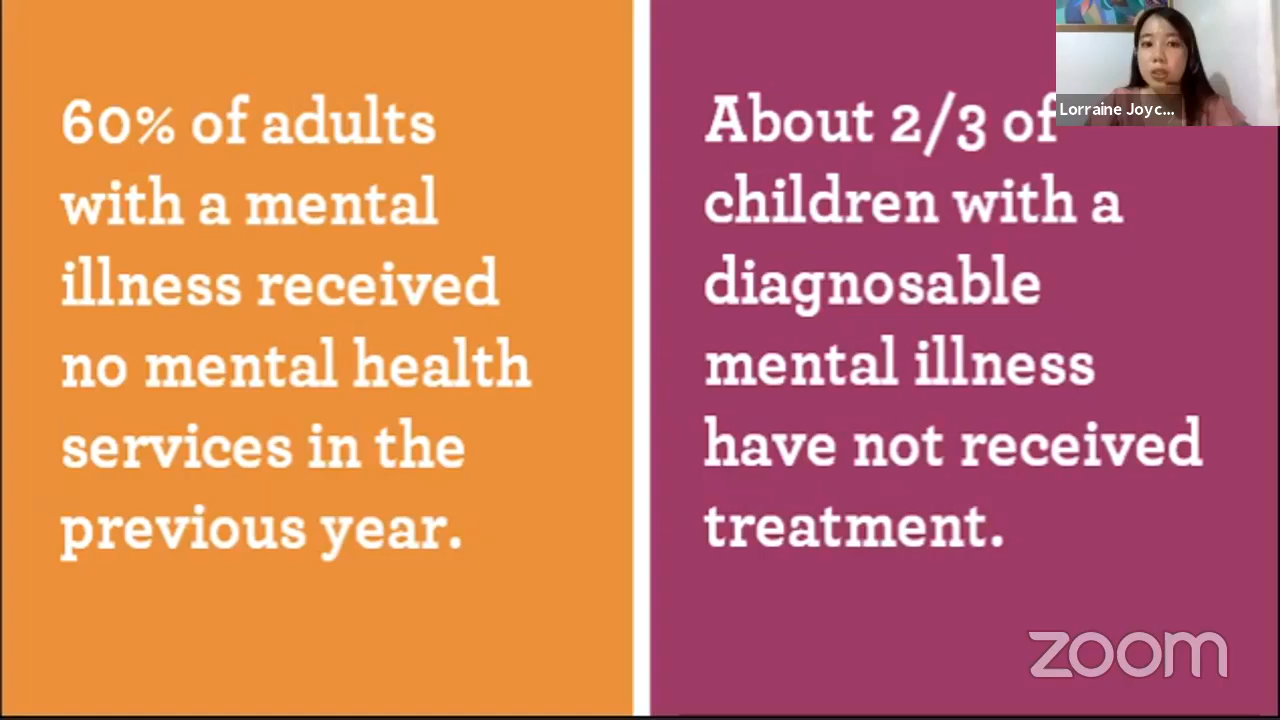 60% of adults
with a mental
illness received
no mental health
services in the
previous year.
About 2/3 of
children with a
diagnosable
mental illness
have not received
treatment.
Lorraine Joyc...
zoom